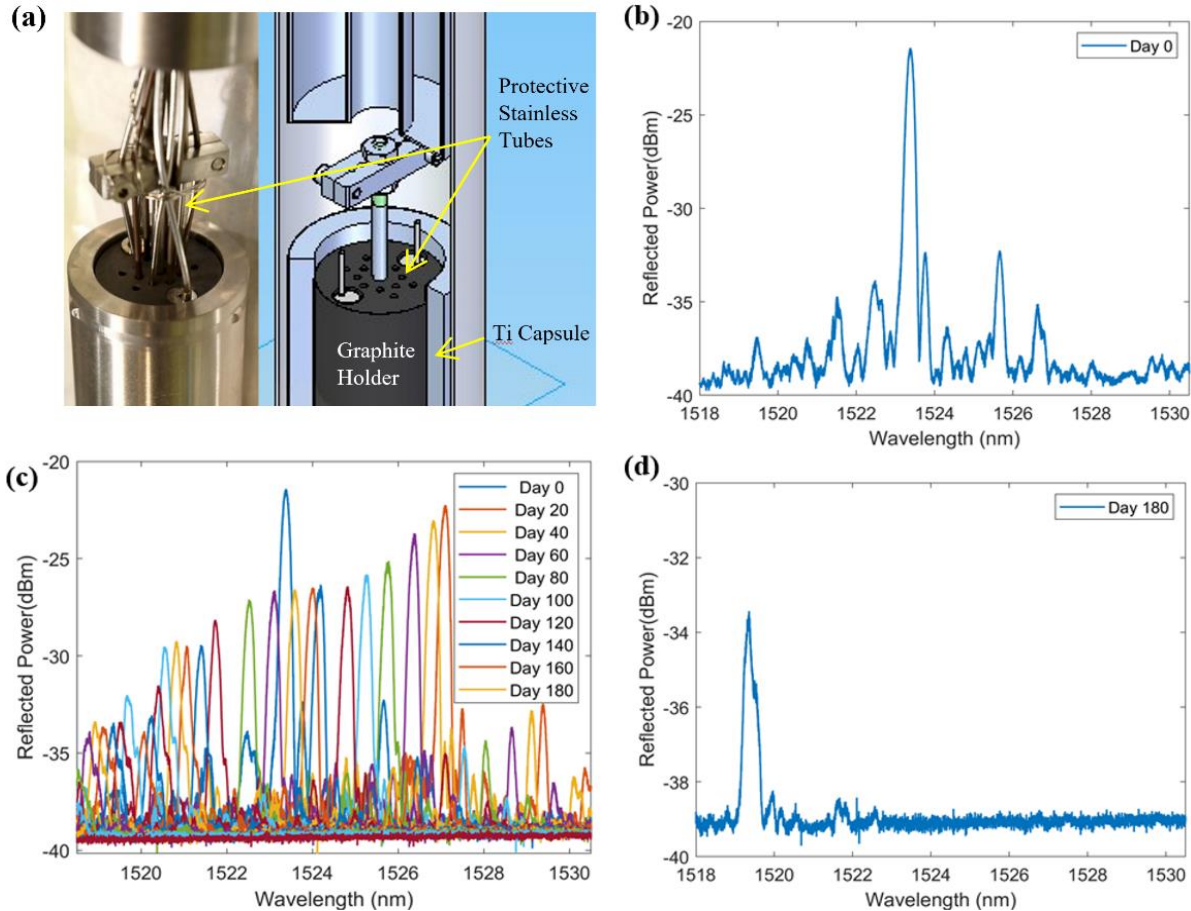 (a)
Protective
Stainless
Tubes
Ti Capsule
Graphite
Holder
(b)
-20
-25
-30
-35
-40
Reflected Power(dBm)
Day 0
1518
1520
1522
1524
1526
1528
1530
Wavelength (nm)
(c)
-20
-25
-30
-35
-40
Reflected Power(dBm)
Day 0
Day 20
Day 40
Day 60
Day 80
Day 100
Day 120
Day 140
Day 160
Day 180
1520
1522
1524
1526
1528
1530
Wavelength (nm)
(d)
-30
-32
-34
-36
-38
-40
Reflected Power(dBm)
Day 180
1518
1520
1522
1524
1526
1528
1530
Wavelength (nm)